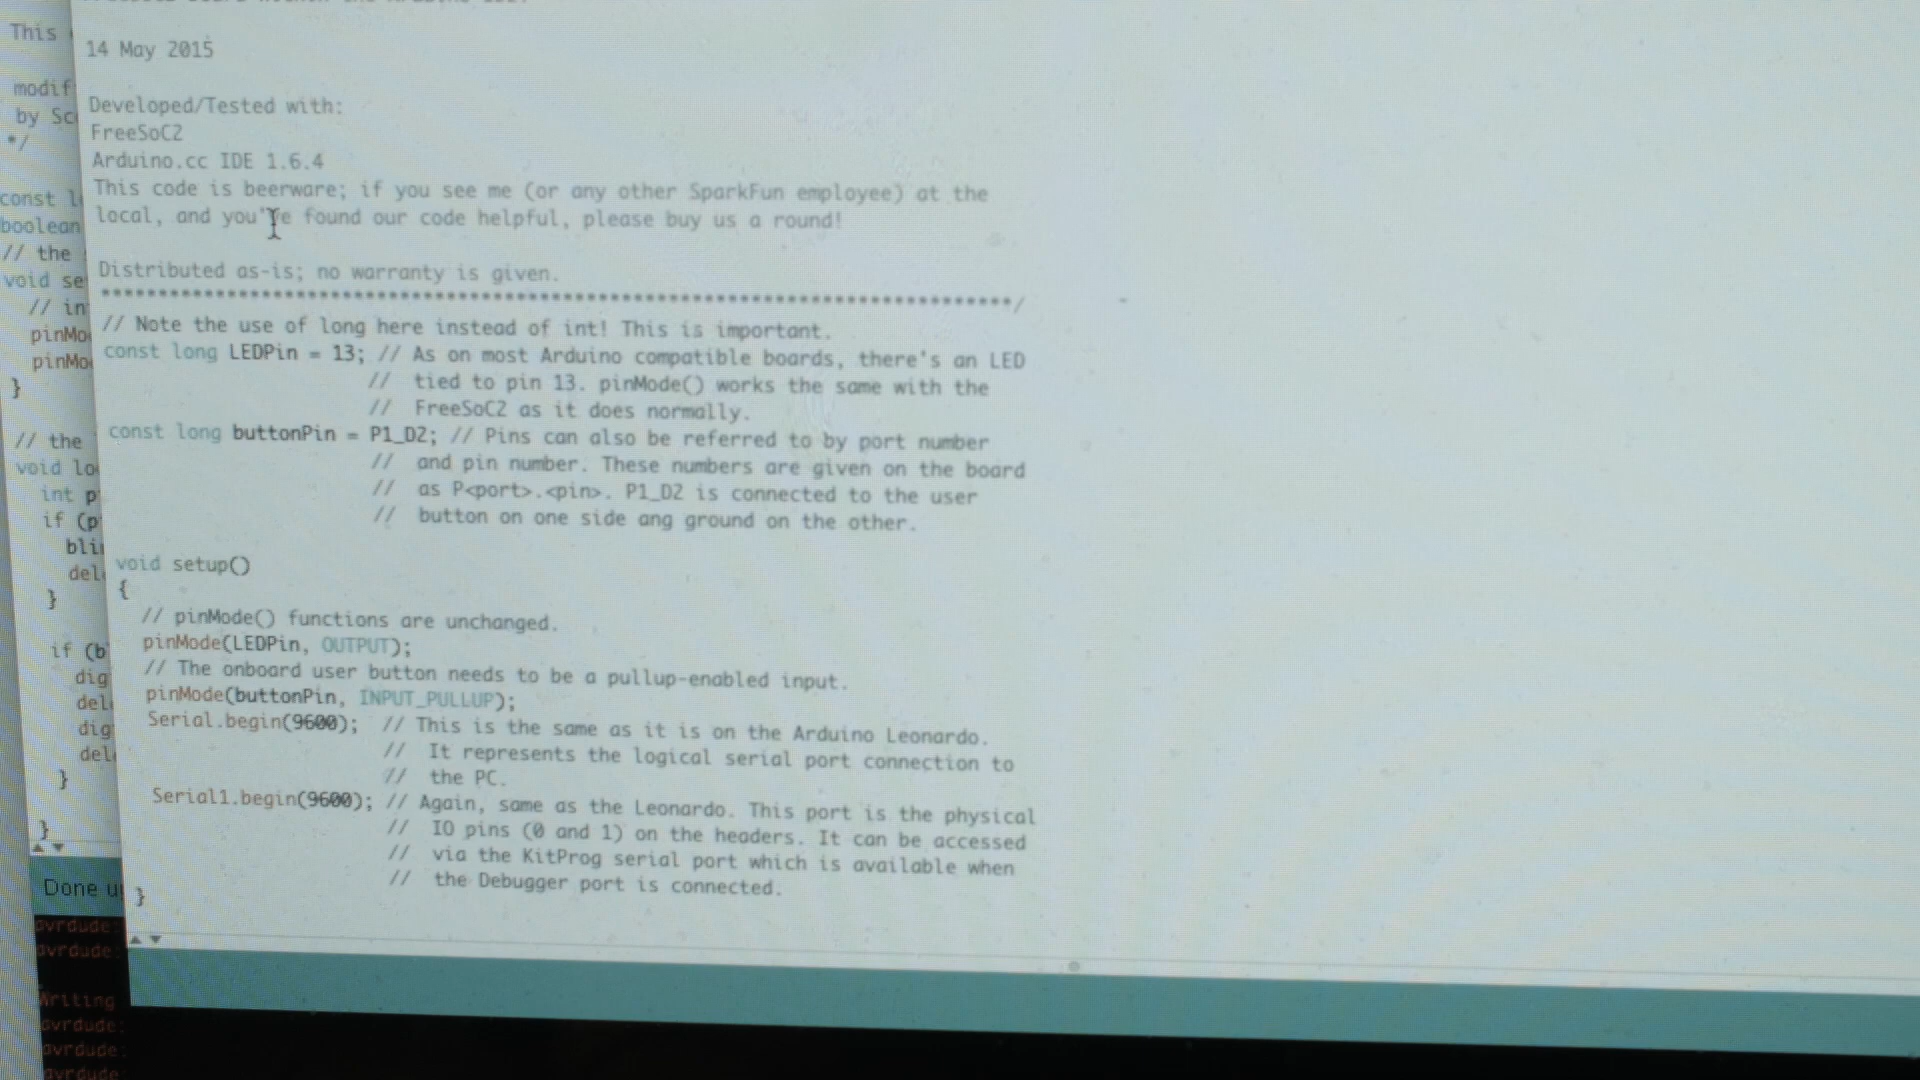 14 May 2015
Developed/Tested with:
FreeSoC2
Arduino.cc IDE 1.6.4
This code is beerware; if you see me (or any other SparkFun employee) at the
local, and you've found our code helpful, please buy us a round!
Distributed as-is; no warranty is given.
*******************************************************************************/
// Note the use of long here instead of int! This is important.
const long LEDPin = 13; // As on most Arduino compatible boards, there's an LED
// tied to pin 13. pinMode() works the same with the
// FreeSoC2 as it does normally.
const long buttonPin = P1_D2; // Pins can also be referred to by port number
// and pin number. These numbers are given on the board
// as P<port>.<pin>. P1_D2 is connected to the user
// button on one side ang ground on the other.
void setup()
{
// pinMode() functions are unchanged.
pinMode(LEDPin, OUTPUT);
// The onboard user button needs to be a pullup-enabled input.
pinMode(buttonPin, INPUT_PULLUP);
Serial.begin(9600); // This is the same as it is on the Arduino Leonardo.
// It represents the logical serial port connection to
// the PC.
Serial1.begin(9600); // Again, same as the Leonardo. This port is the physical
// IO pins (0 and 1) on the headers. It can be accessed
// via the KitProg serial port which is available when
// the Debugger port is connected.
}
This
modif
by Sc
*/
const l
boolean
// the
void se
// in
pinMo
pinMo
}
// the
void lo
int p
if (p
bli
del
}
if (b
dig
del
dig
del
}
}
Done u
avrdude:
avrdude:
Writing
avrdude:
avrdude:
avrdude: